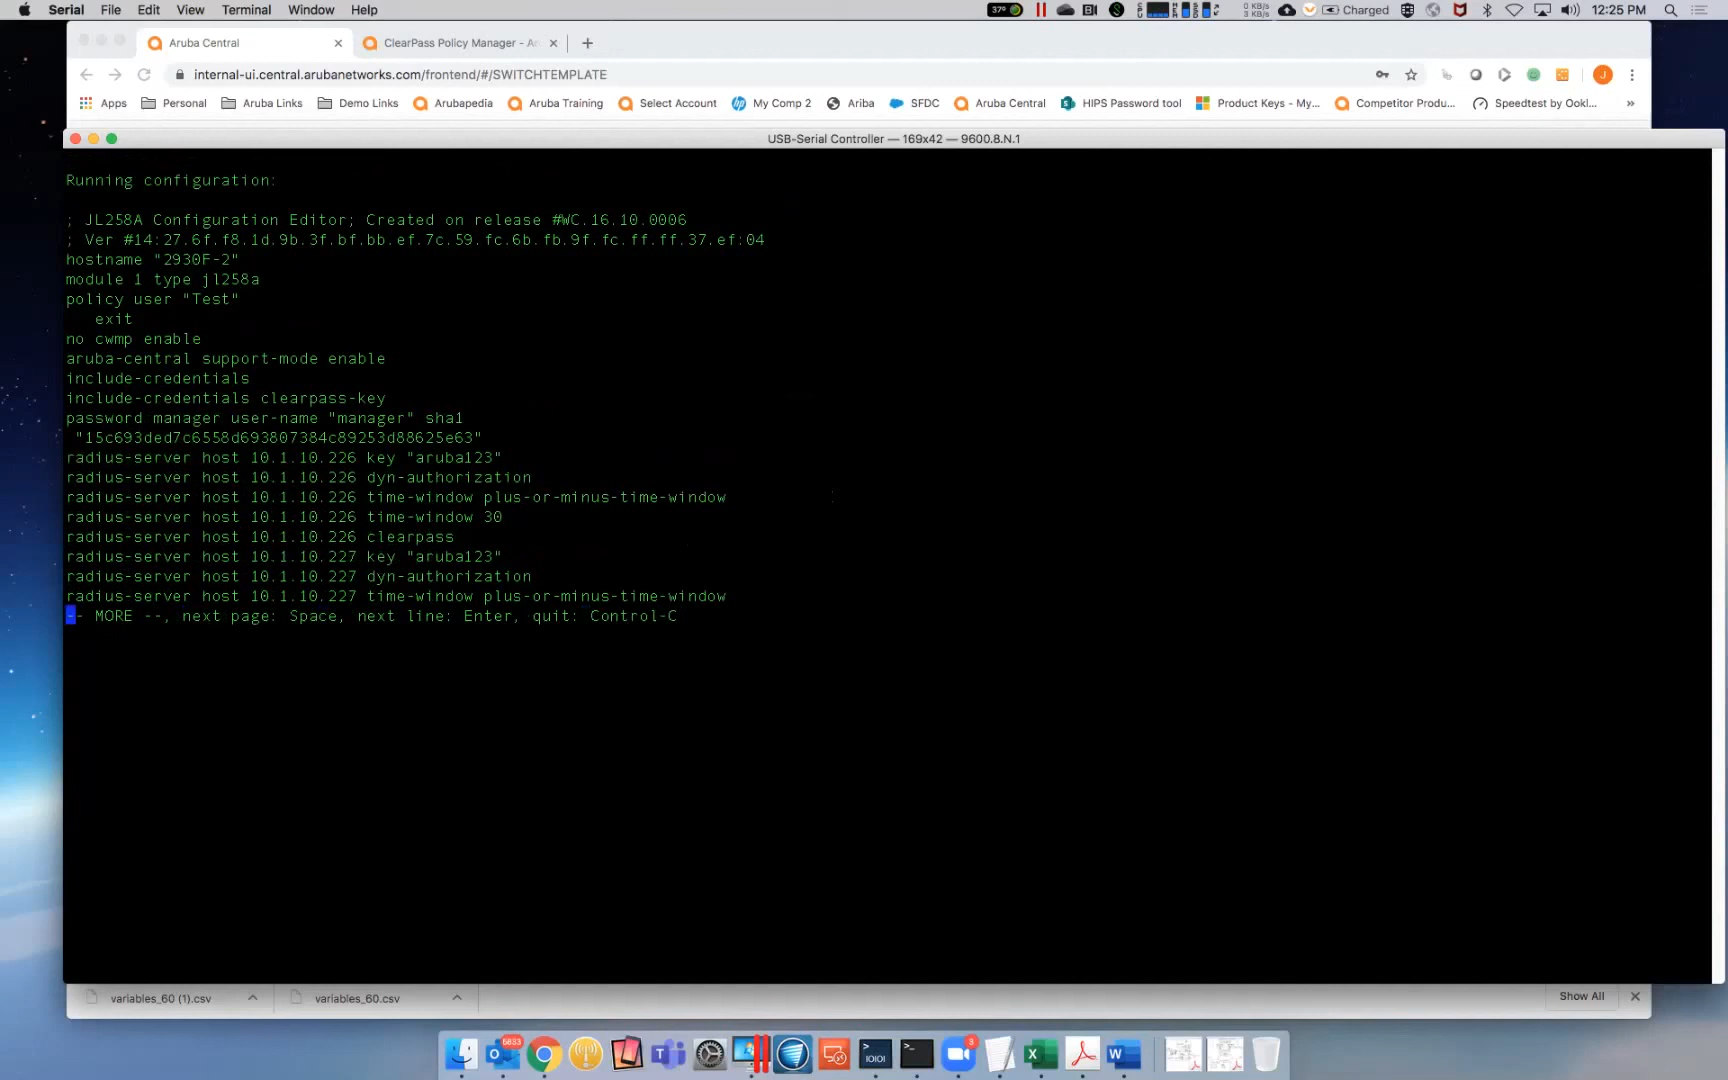 Serial File Edit View Terminal Window Help
37° 0 KB/s 3 KB/s Charged 12:25 PM
Aruba Central ClearPass Policy Manager - Ar
internal-ui.central.arubanetworks.com/frontend/#/SWITCHTEMPLATE
J
Apps Personal Aruba Links Demo Links Arubapedia Aruba Training Select Account My Comp 2 Ariba SFDC Aruba Central HIPS Password tool Product Keys - My... Competitor Produ... Speedtest by Ookl... »
USB-Serial Controller — 169x42 — 9600.8.N.1
Running configuration:
; JL258A Configuration Editor; Created on release #WC.16.10.0006
; Ver #14:27.6f.f8.1d.9b.3f.bf.bb.ef.7c.59.fc.6b.fb.9f.fc.ff.ff.37.ef:04
hostname "2930F-2"
module 1 type jl258a
policy user "Test"
exit
no cwmp enable
aruba-central support-mode enable
include-credentials
include-credentials clearpass-key
password manager user-name "manager" sha1
"15c693ded7c6558d693807384c89253d88625e63"
radius-server host 10.1.10.226 key "aruba123"
radius-server host 10.1.10.226 dyn-authorization
radius-server host 10.1.10.226 time-window plus-or-minus-time-window
radius-server host 10.1.10.226 time-window 30
radius-server host 10.1.10.226 clearpass
radius-server host 10.1.10.227 key "aruba123"
radius-server host 10.1.10.227 dyn-authorization
radius-server host 10.1.10.227 time-window plus-or-minus-time-window
-- MORE --, next page: Space, next line: Enter, quit: Control-C
variables_60 (1).csv variables_60.csv Show All